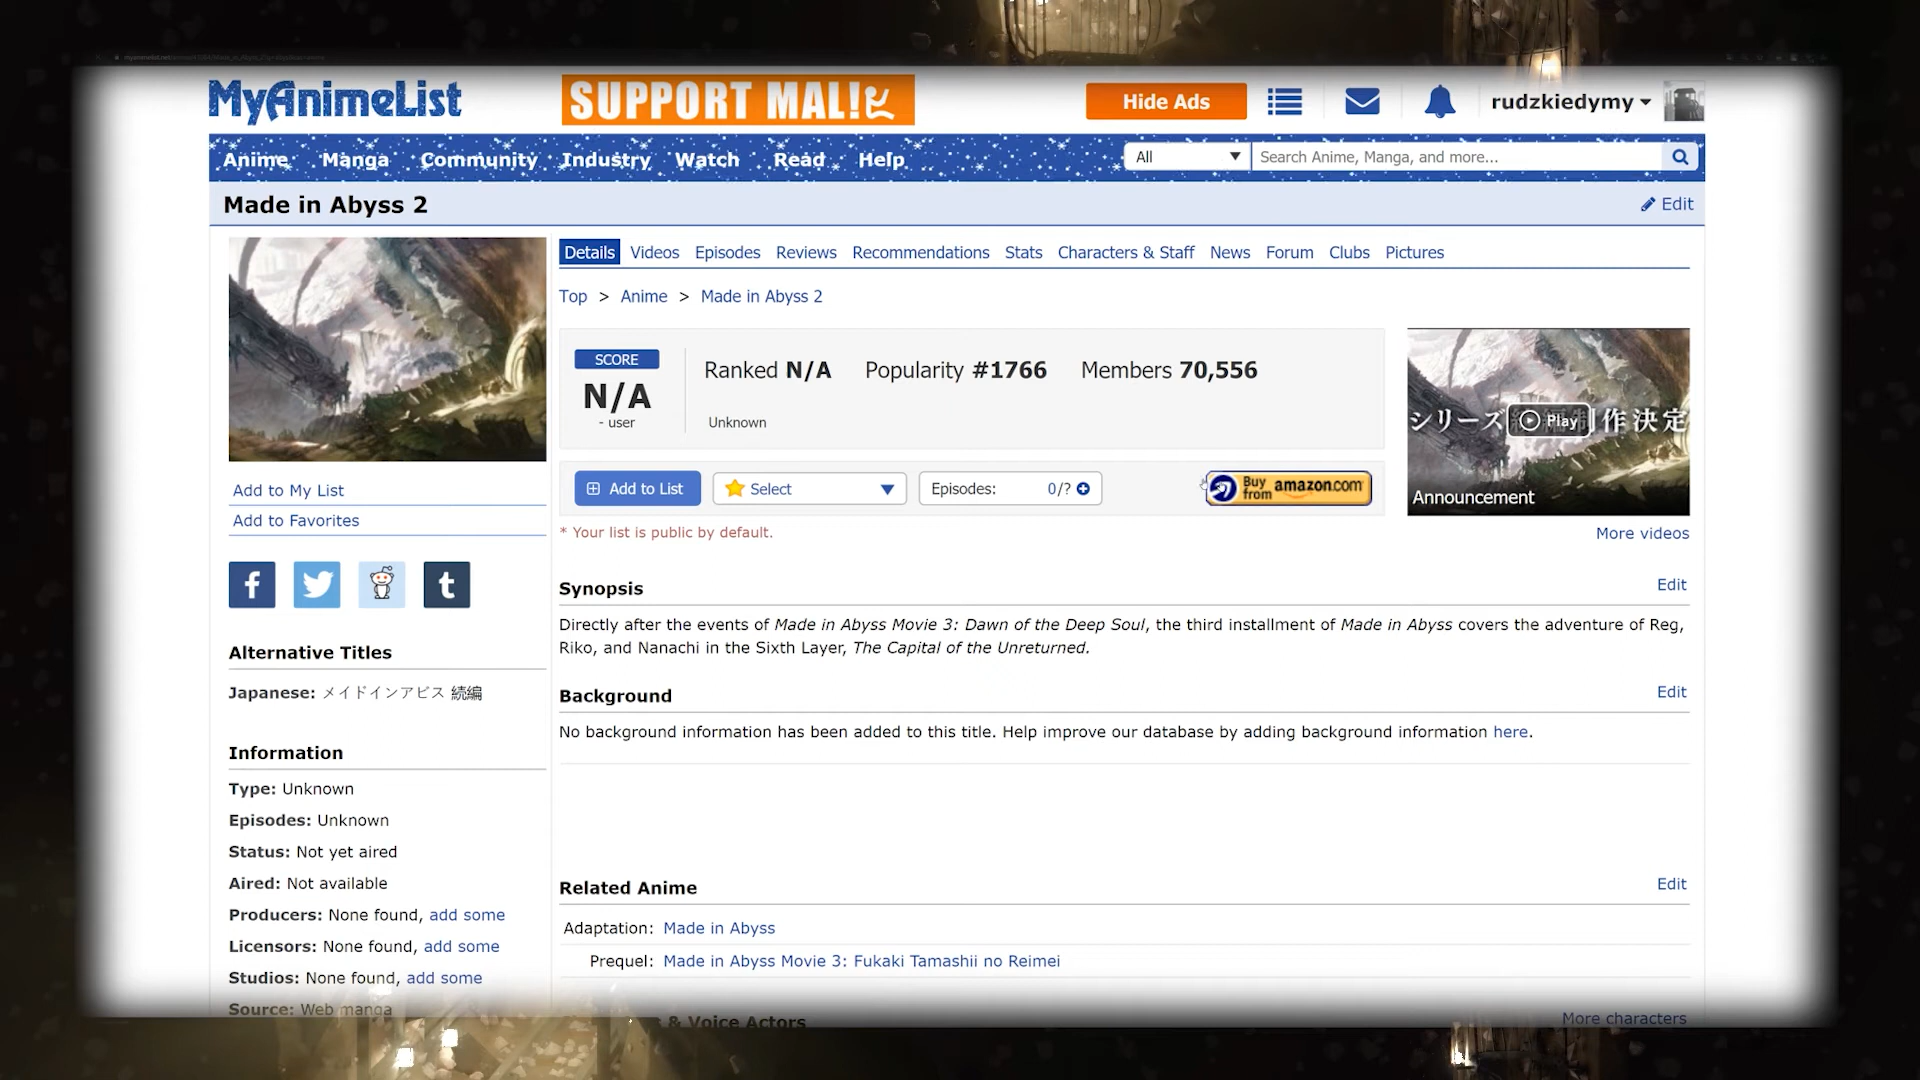 MyAnimeList
SUPPORT MAL!
Hide Ads
rudzkiedymy
Anime Manga Community Industry Watch Read Help
All
Search Anime, Manga, and more...
Made in Abyss 2
Edit
Details Videos Episodes Reviews Recommendations Stats Characters & Staff News Forum Clubs Pictures
Top > Anime > Made in Abyss 2
SCORE
N/A
- user
Ranked N/A Popularity #1766 Members 70,556
Unknown
シリーズ Play 制作決定
Announcement
Add to List
Select
Episodes: 0/?
Buy from amazon.com
* Your list is public by default.
More videos
Add to My List
Add to Favorites
f
t
Synopsis
Edit
Directly after the events of Made in Abyss Movie 3: Dawn of the Deep Soul, the third installment of Made in Abyss covers the adventure of Reg,
Riko, and Nanachi in the Sixth Layer, The Capital of the Unreturned.
Background
Edit
No background information has been added to this title. Help improve our database by adding background information here.
Alternative Titles
Japanese: メイドインアビス 続編
Information
Type: Unknown
Episodes: Unknown
Status: Not yet aired
Aired: Not available
Producers: None found, add some
Licensors: None found, add some
Studios: None found, add some
Source: Web manga
Related Anime
Edit
Adaptation: Made in Abyss
Prequel: Made in Abyss Movie 3: Fukaki Tamashii no Reimei
& Voice Actors
More characters